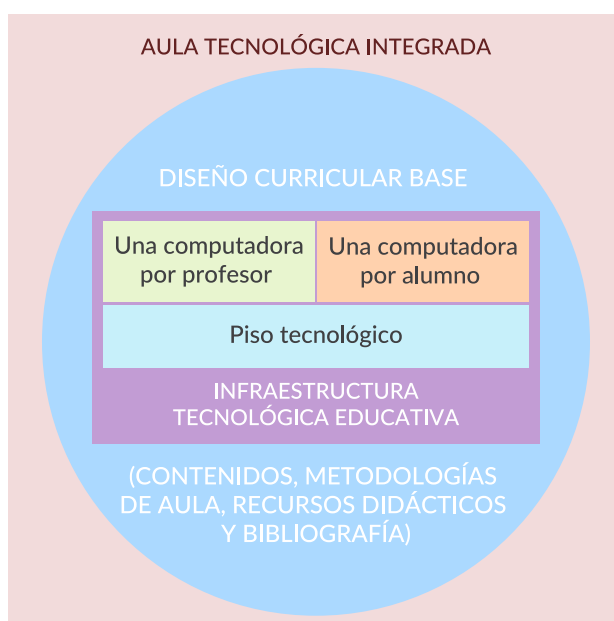 AULA TECNOLÓGICA INTEGRADA
DISEÑO CURRICULAR BASE
Una computadora
por profesor
Una computadora
por alumno
Piso tecnológico
INFRAESTRUCTURA
TECNOLÓGICA EDUCATIVA
(CONTENIDOS, METODOLOGÍAS
DE AULA, RECURSOS DIDÁCTICOS
Y BIBLIOGRAFÍA)